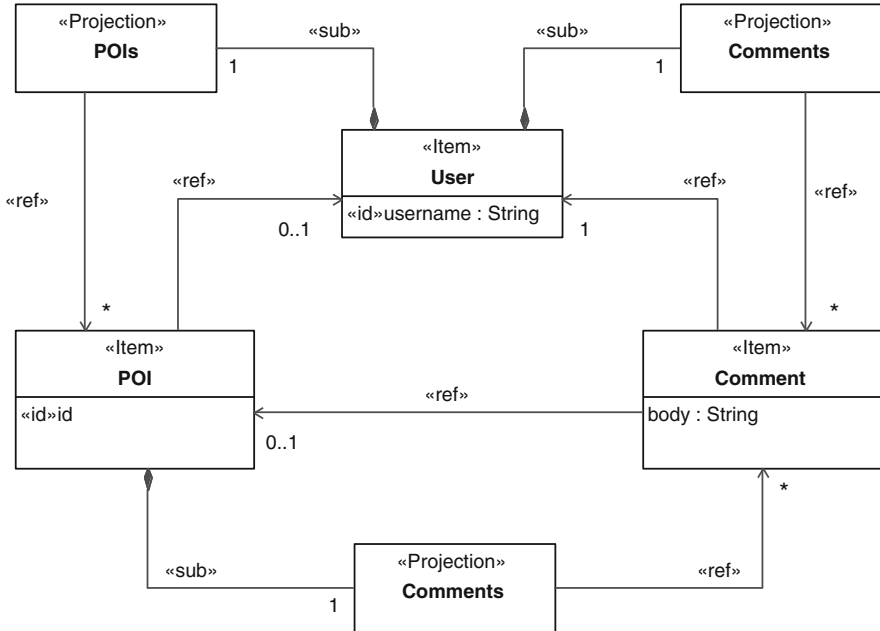 «Projection»
POIs
«sub»
1
«sub»
1
«Projection»
Comments
«Item»
User
«id»username : String
«ref»
«ref»
0..1
«ref»
1
«ref»
*
*
«Item»
POI
«id»id
«ref»
0..1
«Item»
Comment
body : String
*
«sub»
1
«Projection»
Comments
«ref»